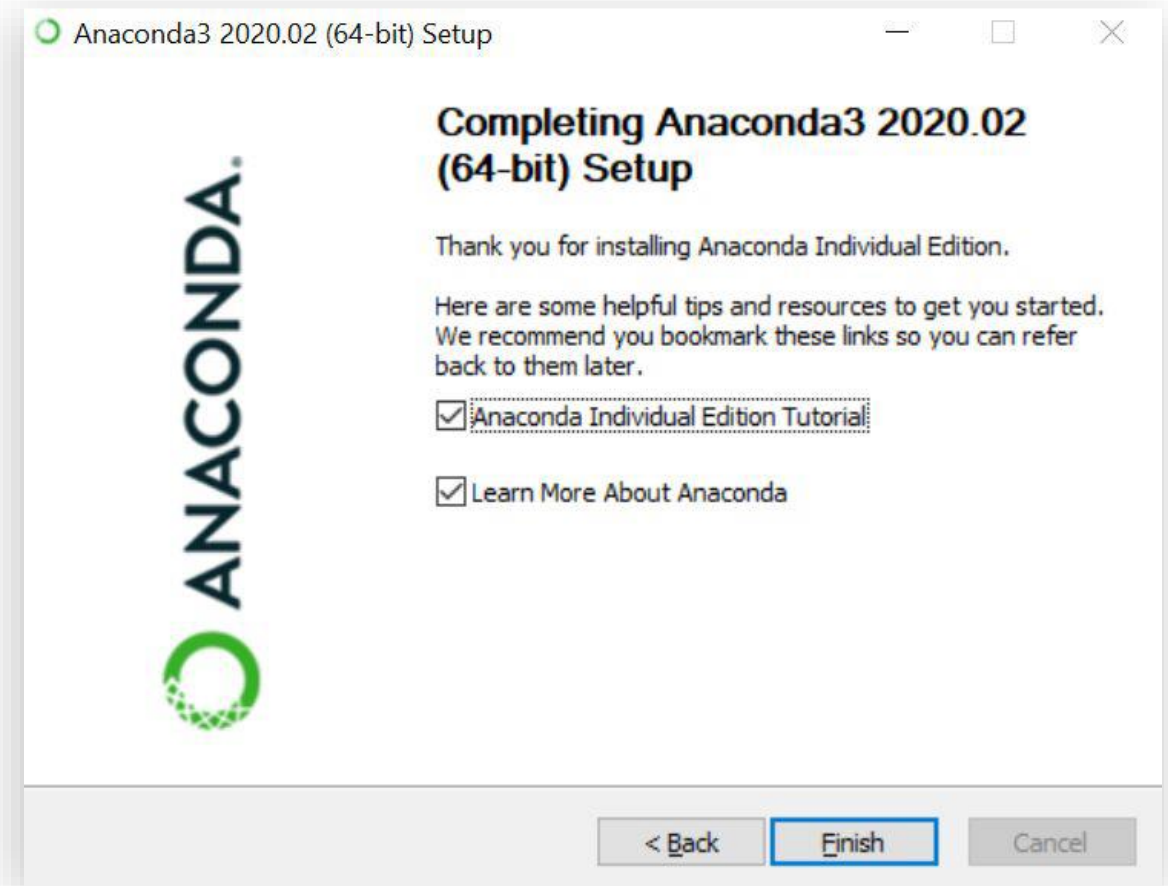 Anaconda3 2020.02 (64-bit) Setup
Completing Anaconda3 2020.02
(64-bit) Setup
ANACONDA.
Thank you for installing Anaconda Individual Edition.
Here are some helpful tips and resources to get you started.
We recommend you bookmark these links so you can refer
back to them later.
Anaconda Individual Edition Tutorial
Learn More About Anaconda
< Back
Finish
Cancel